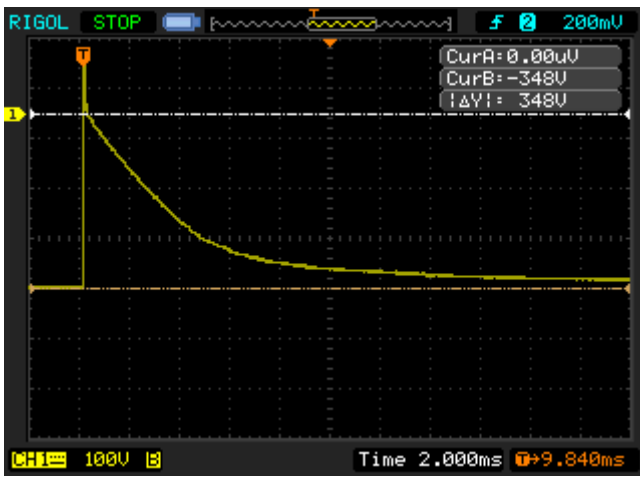 RIGOL STOP T ƒ 2 200mV
T
CurA:0.00uV
CurB:-348V
|ΔY|: 348V
1
CH1 100V B Time 2.000ms T→9.840ms